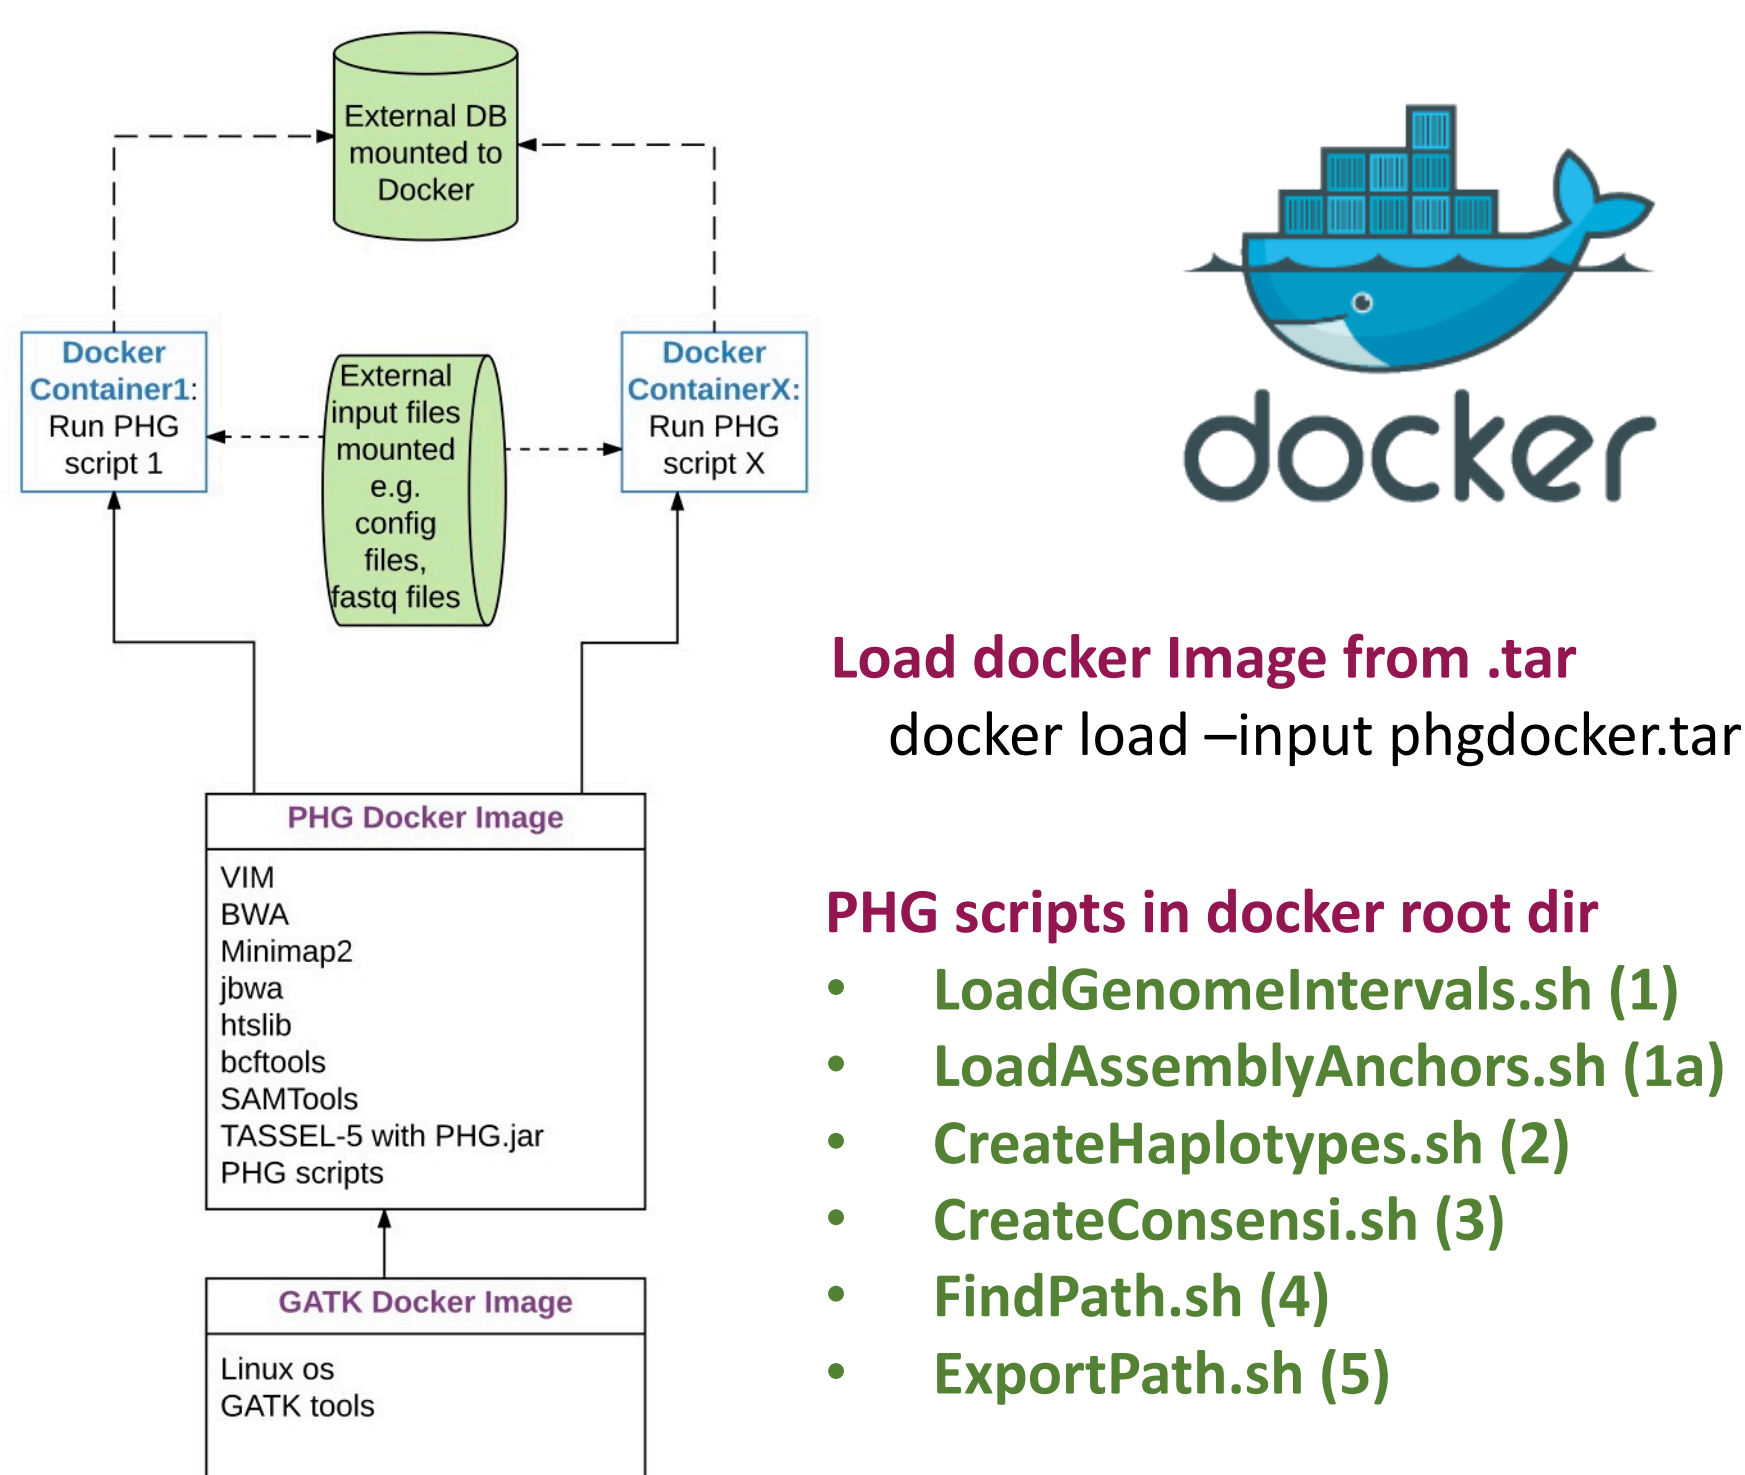 External DB
mounted to
Docker
Docker
Container1:
Run PHG
script 1
External
input files
mounted
e.g.
config
files,
fastq files
Docker
ContainerX:
Run PHG
script X
PHG Docker Image
VIM
BWA
Minimap2
jbwa
htslib
bcftools
SAMTools
TASSEL-5 with PHG.jar
PHG scripts
GATK Docker Image
Linux os
GATK tools
docker
Load docker Image from .tar
docker load –input phgdocker.tar
PHG scripts in docker root dir
• LoadGenomeIntervals.sh (1)
• LoadAssemblyAnchors.sh (1a)
• CreateHaplotypes.sh (2)
• CreateConsensi.sh (3)
• FindPath.sh (4)
• ExportPath.sh (5)